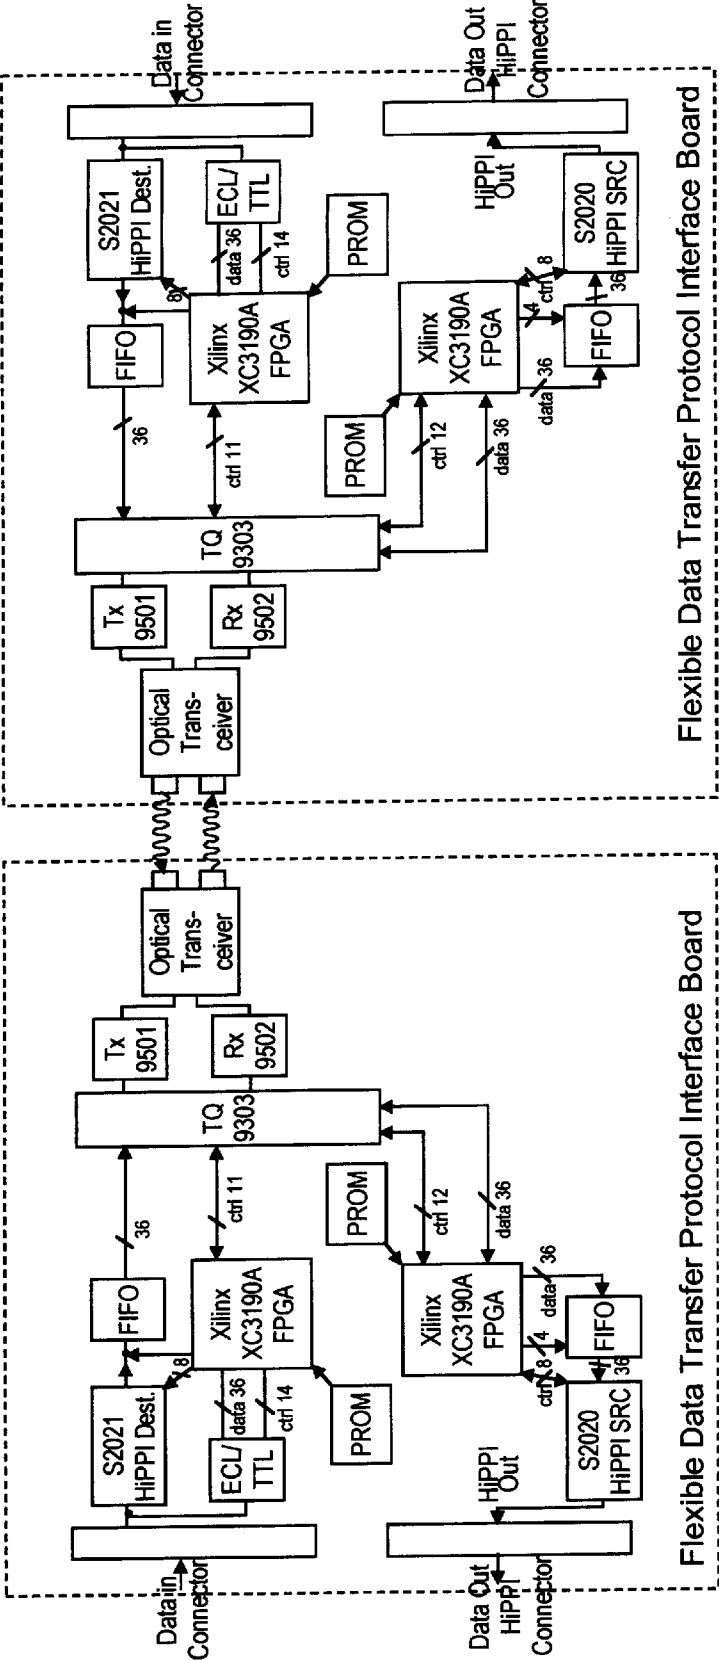 Data in
Connector
S2021
HiPPI Dest.
ECL/
TTL
8
data 36
ctrl 14
PROM
FIFO
Xilinx
XC3190A
FPGA
36
ctrl 11
TQ
9303
Tx
9501
Rx
9502
Optical
Trans-
ceiver
Data Out
HiPPI
Connector
HiPPI
Out
S2020
HiPPI SRC
ctrl 8
36
4
FIFO
data 36
Xilinx
XC3190A
FPGA
PROM
ctrl 12
data 36
Flexible Data Transfer Protocol Interface Board
Optical
Trans-
ceiver
Tx
9501
Rx
9502
TQ
9303
36
ctrl 11
FIFO
Xilinx
XC3190A
FPGA
8
data 36
ctrl 14
PROM
S2021
HiPPI Dest.
ECL/
TTL
Data in
Connector
PROM
ctrl 12
data 36
Xilinx
XC3190A
FPGA
data 36
4
ctrl 8
FIFO
36
S2020
HiPPI SRC
HiPPI
Out
Data Out
HiPPI
Connector
Flexible Data Transfer Protocol Interface Board